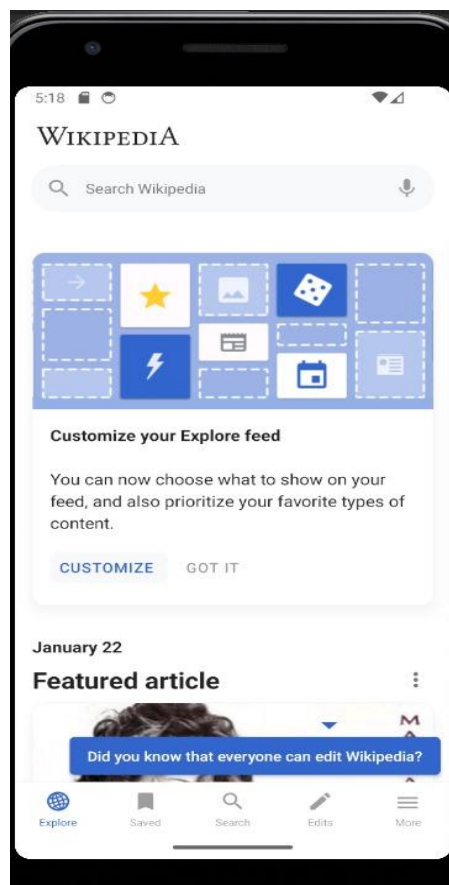 5:18
WIKIPEDIA
Search Wikipedia
Customize your Explore feed
You can now choose what to show on your
feed, and also prioritize your favorite types of
content.
CUSTOMIZE GOT IT
January 22
Featured article
M
Did you know that everyone can edit Wikipedia?
Explore Saved Search Edits More